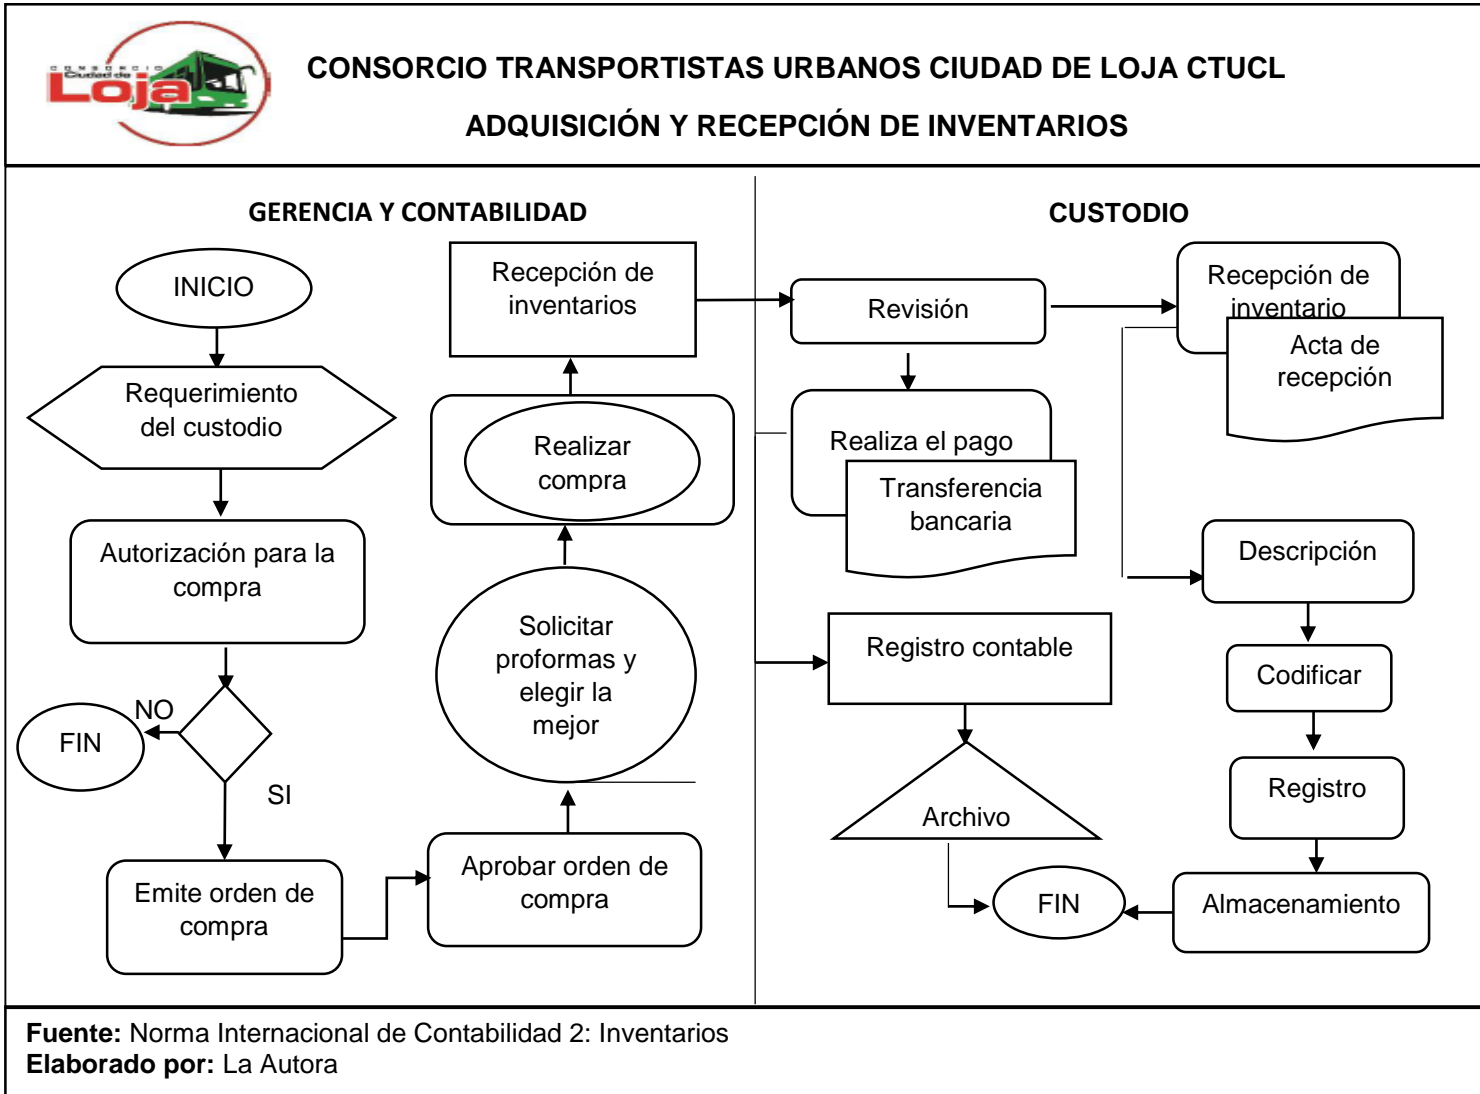 CONSORCIO
Ciudad de
Loja
CONSORCIO TRANSPORTISTAS URBANOS CIUDAD DE LOJA CTUCL
ADQUISICIÓN Y RECEPCIÓN DE INVENTARIOS
GERENCIA Y CONTABILIDAD
INICIO
Requerimiento
del custodio
Autorización para la
compra
NO
FIN
SI
Emite orden de
compra
Aprobar orden de
compra
Solicitar
proformas y
elegir la
mejor
Realizar
compra
Recepción de
inventarios
CUSTODIO
Revisión
Realiza el pago
Transferencia
bancaria
Registro contable
Archivo
FIN
Recepción de
inventario
Acta de
recepción
Descripción
Codificar
Registro
Almacenamiento
Fuente: Norma Internacional de Contabilidad 2: Inventarios
Elaborado por: La Autora